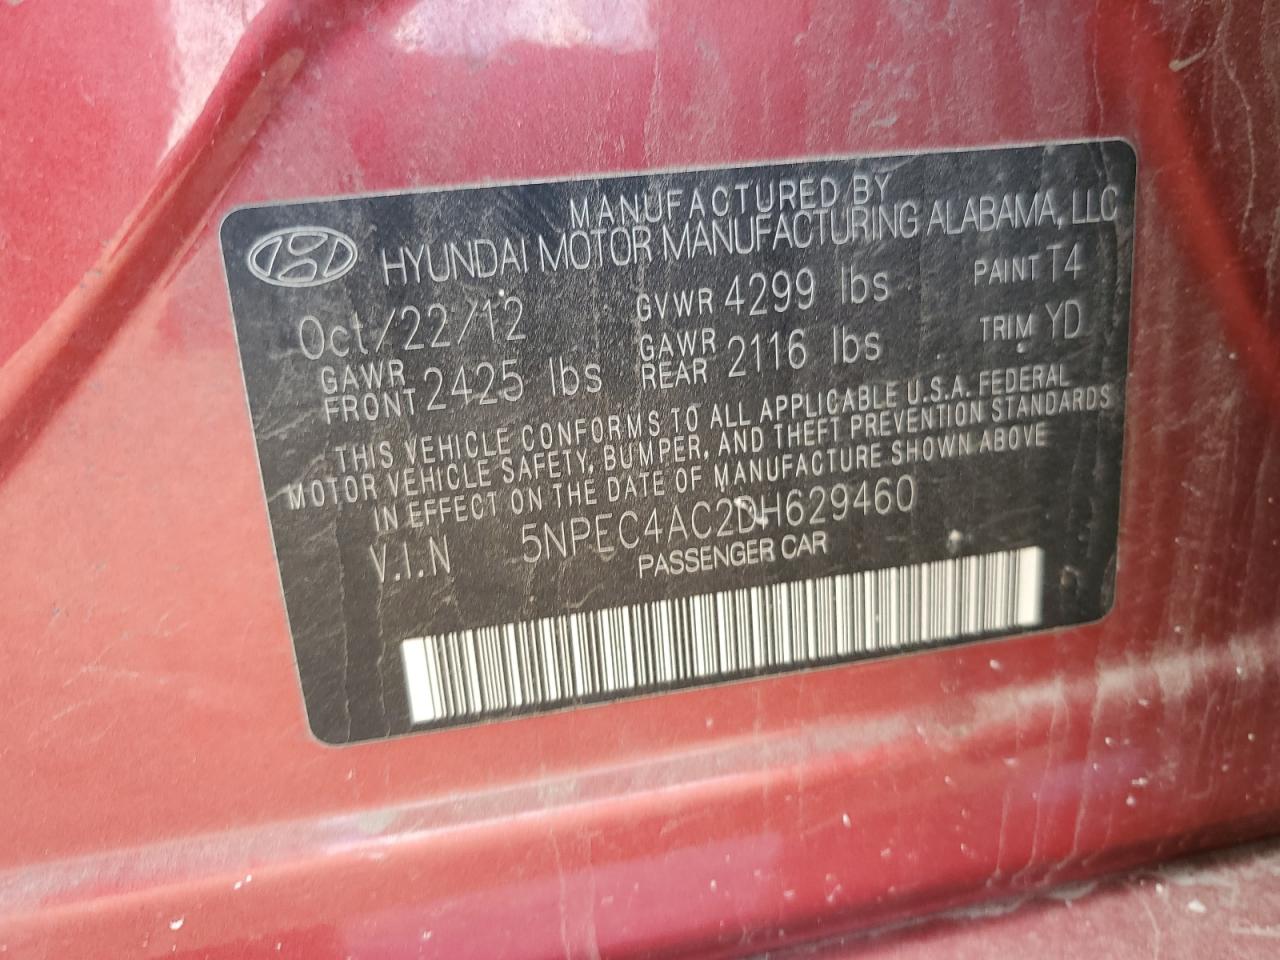 MANUFACTURED BY
HYUNDAI MOTOR MANUFACTURING ALABAMA, LLC
Oct/22/12 GVWR 4299 lbs PAINT T4
GAWR FRONT 2425 lbs GAWR REAR 2116 lbs TRIM YD
THIS VEHICLE CONFORMS TO ALL APPLICABLE U.S.A. FEDERAL
MOTOR VEHICLE SAFETY, BUMPER, AND THEFT PREVENTION STANDARDS
IN EFFECT ON THE DATE OF MANUFACTURE SHOWN ABOVE
V.I.N 5NPEC4AC2DH629460
PASSENGER CAR